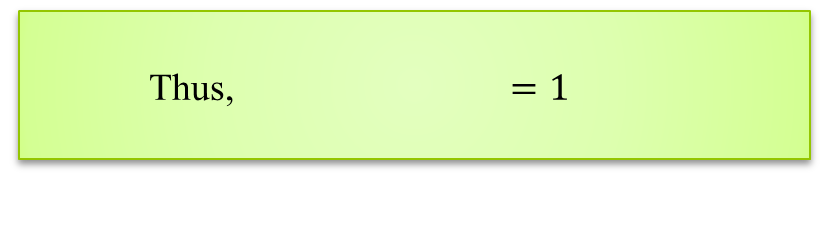 Thus, = 1